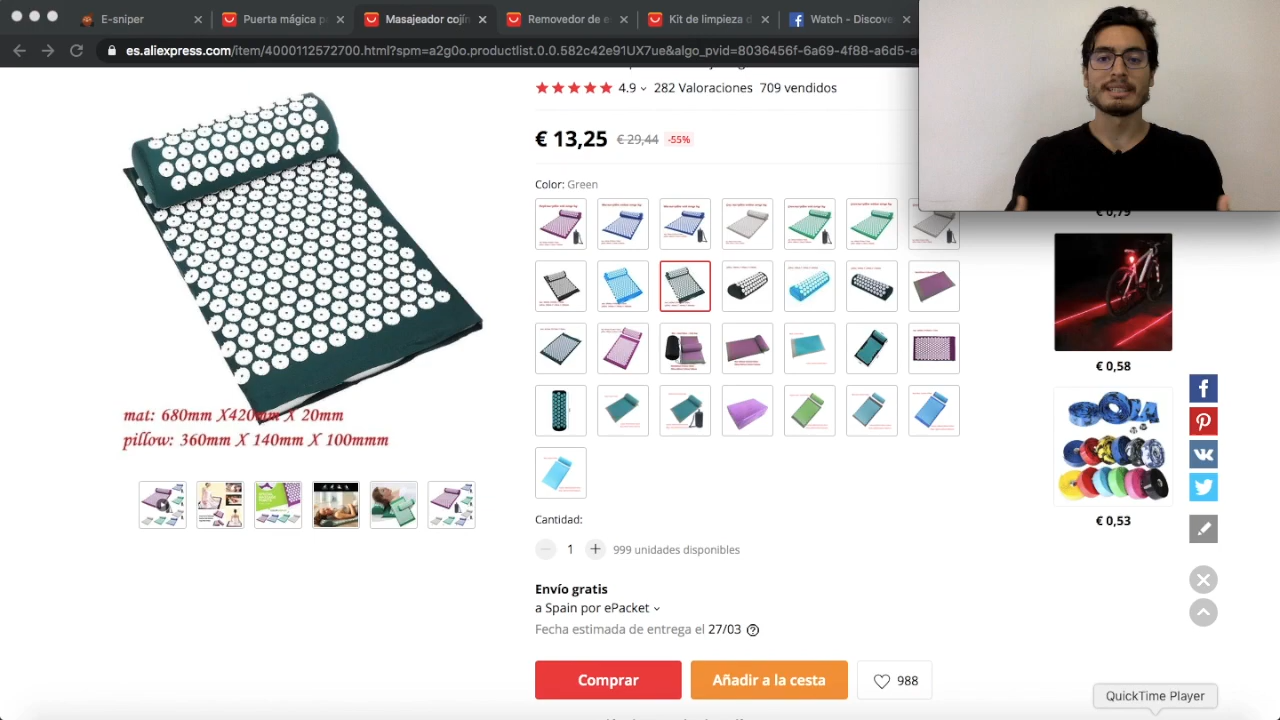 E-sniper
Puerta mágica p
Masajeador cojín
Removedor de e
Kit de limpieza d
Watch - Discove
es.aliexpress.com/item/4000112572700.html?spm=a2g0o.productlist.0.0.582c42e91UX7ue&algo_pvid=8036456f-6a69-4f88-a6d5-a
4.9 282 Valoraciones 709 vendidos
€ 13,25 € 29,44 -55%
Color: Green
mat: 680mm X420mm X 20mm
pillow: 360mm X 140mm X 100mmm
Cantidad:
1 999 unidades disponibles
Envío gratis
a Spain por ePacket
Fecha estimada de entrega el 27/03
Comprar
Añadir a la cesta
988
€ 0,79
€ 0,58
€ 0,53
QuickTime Player